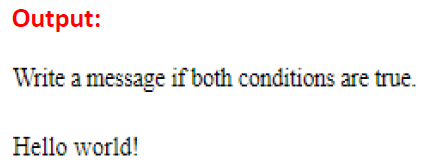 Output:
Write a message if both conditions are true.
Hello world!